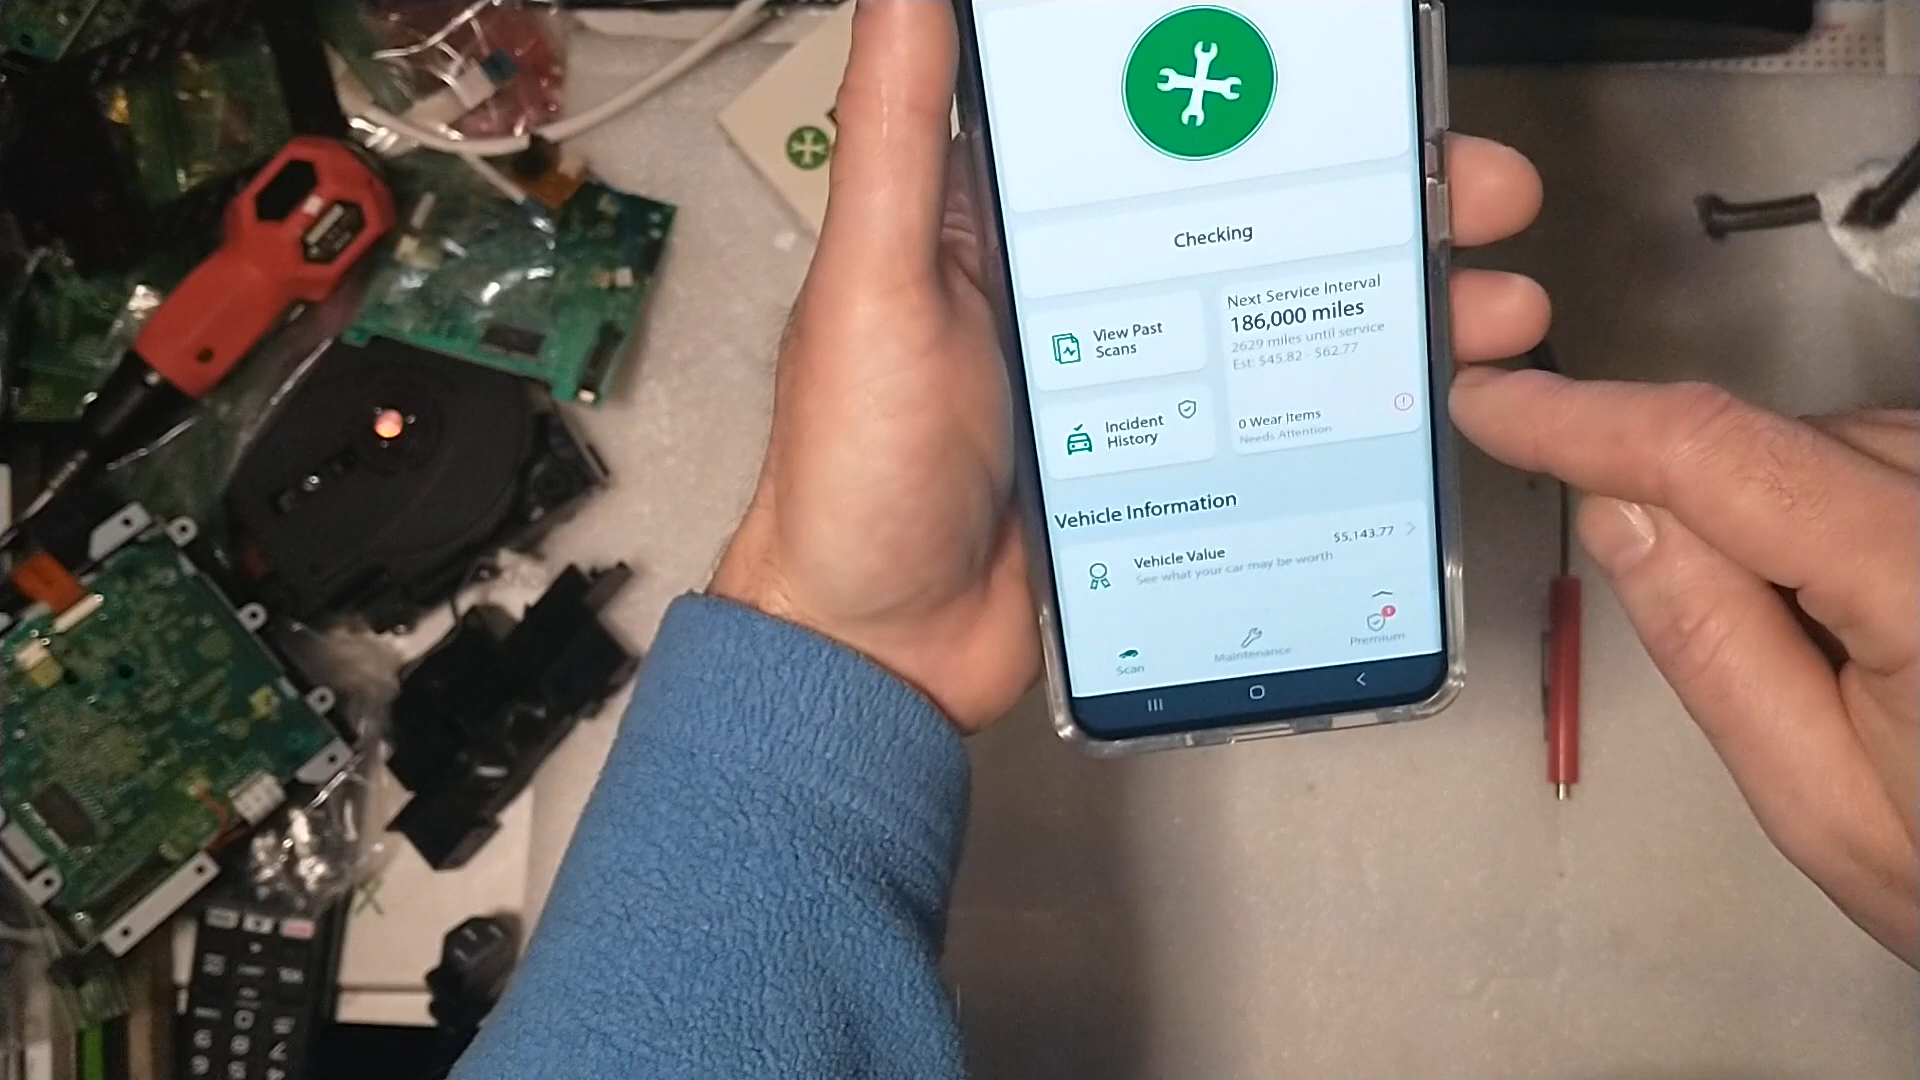 Checking
View Past
Scans
Next Service Interval
186,000 miles
2629 miles until service
Est: $45.82 - $62.77
Incident
History
0 Wear Items
Needs Attention
Vehicle Information
Vehicle Value
$5,143.77
See what your car may be worth
Scan
Maintenance
Premium